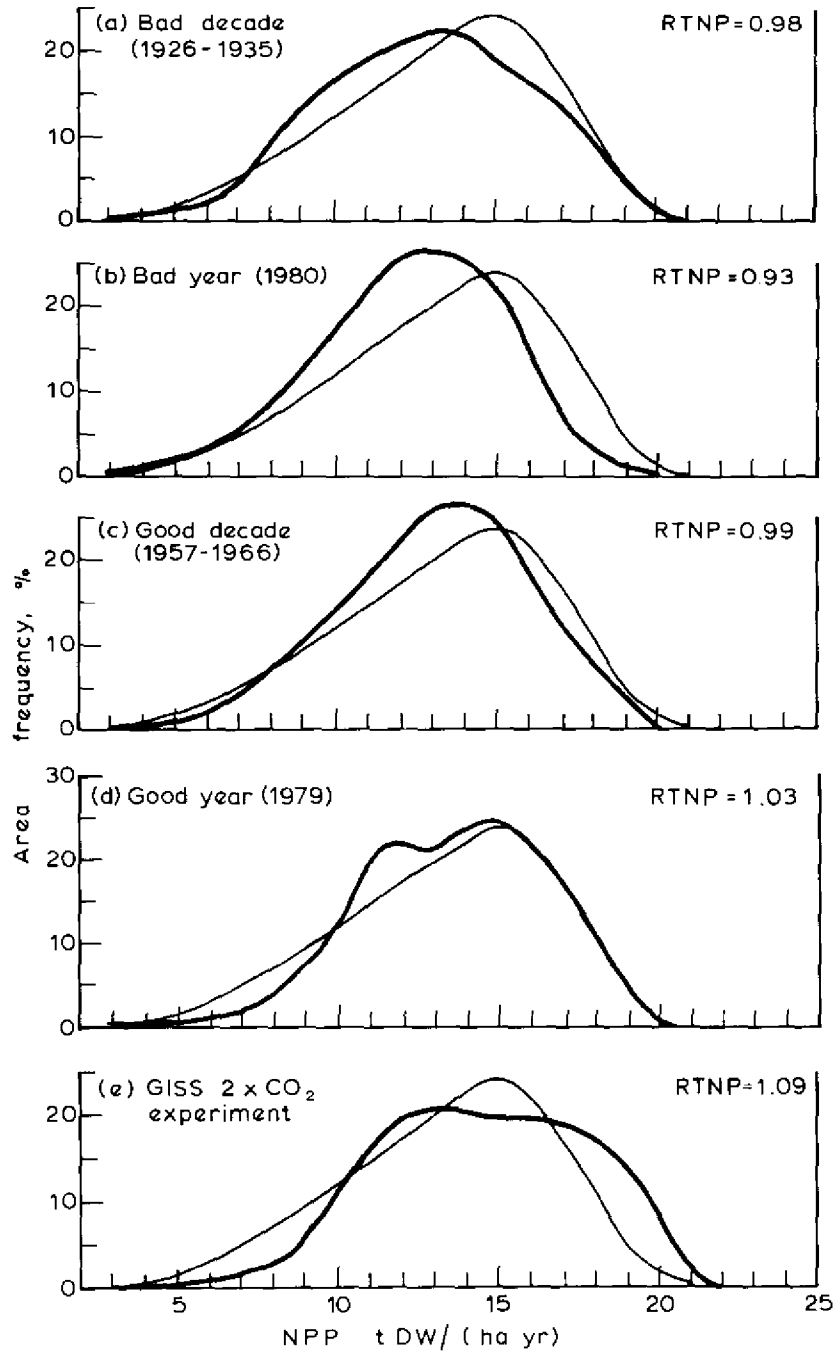 (a) Bad decade
(1926-1935)
RTNP=0.98
20
10
0
(b) Bad year (1980)
RTNP=0.93
20
10
0
(c) Good decade
(1957-1966)
RTNP=0.99
20
10
0
30
(d) Good year (1979)
RTNP=1.03
20
10
0
(e) GISS 2 x CO₂
experiment
RTNP=1.09
20
10
0
5 10 15 20 25
NPP t DW/(ha yr)
Area frequency, %